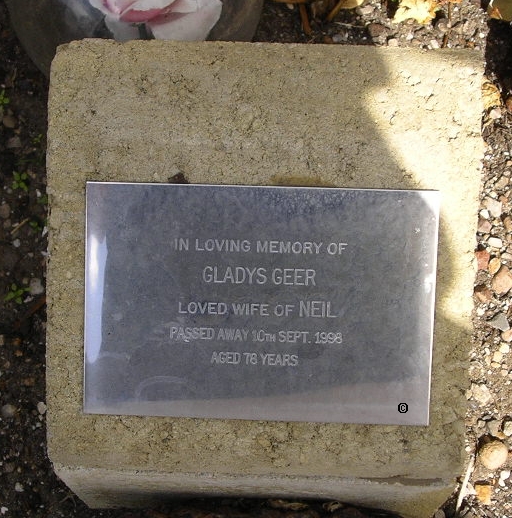 IN LOVING MEMORY OF
GLADYS GEER
LOVED WIFE OF NEIL
PASSED AWAY 10TH SEPT. 1998
AGED 78 YEARS
©